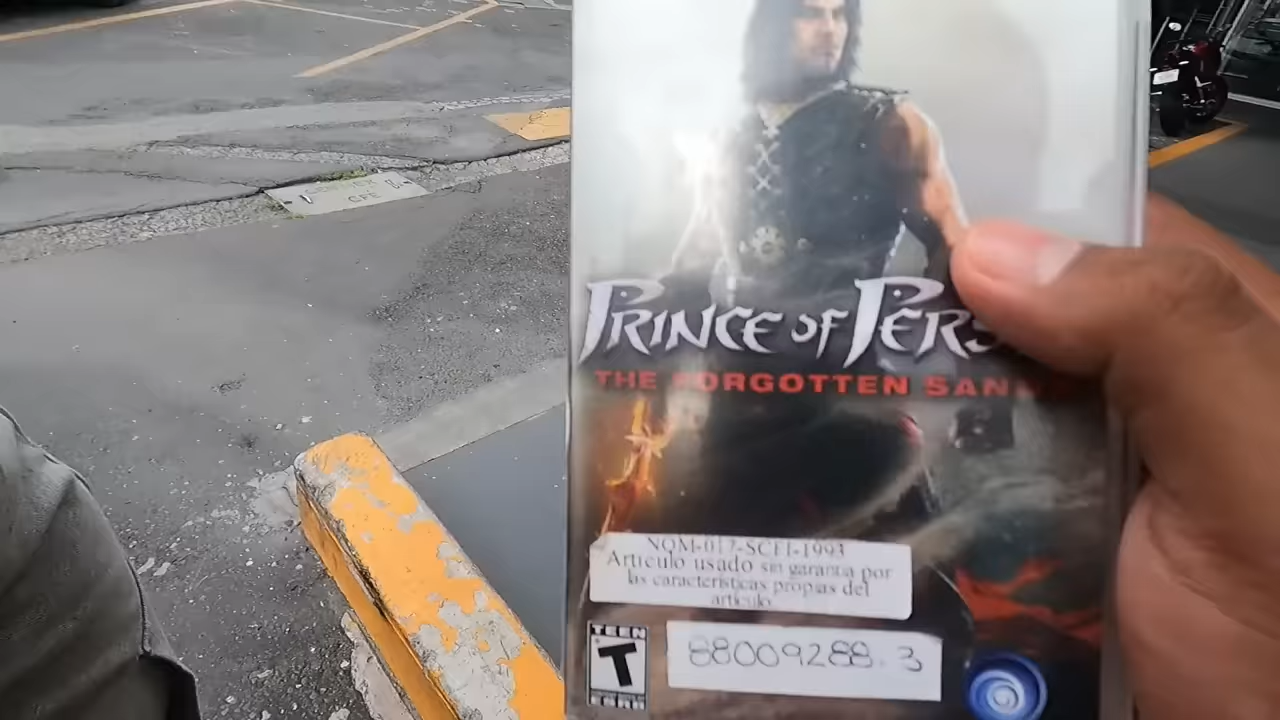 CFE
PRINCE OF PERS
THE FORGOTTEN SAN
NOM-017-SCFI-1993
Articulo usado sin garantia por
las caracteristicas propias del
articulo
TEEN
T
88009288.3